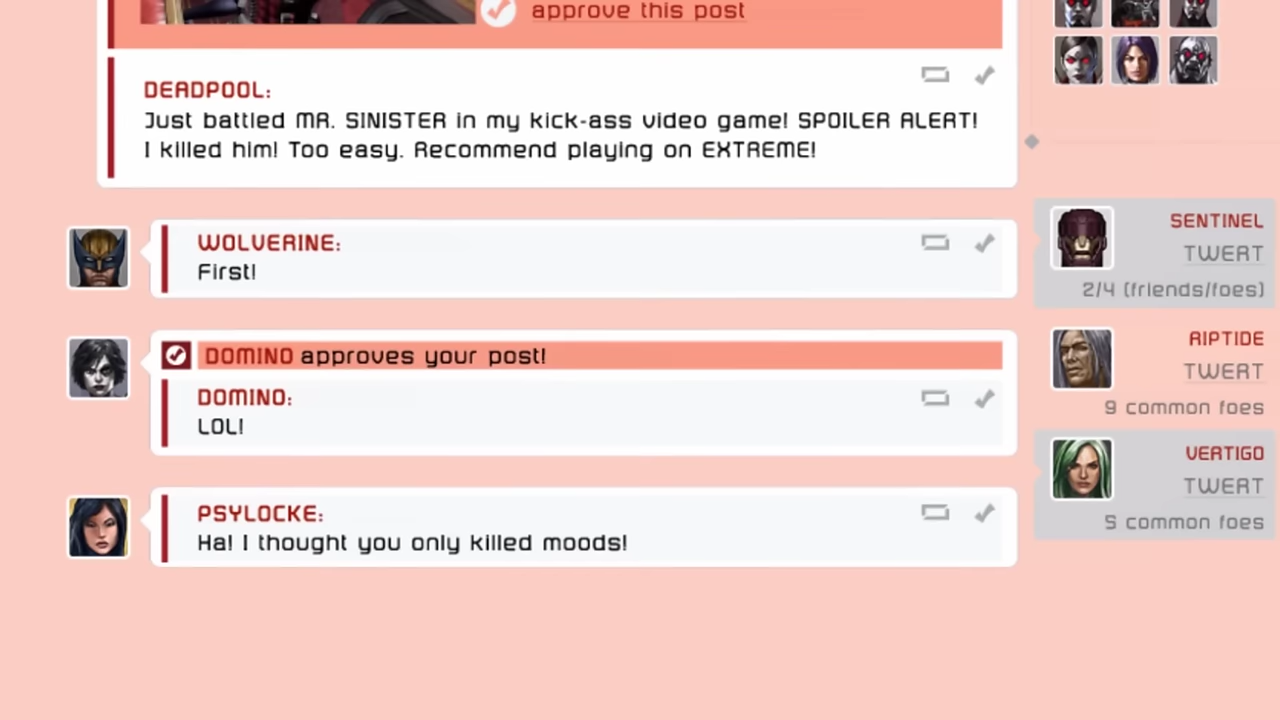 approve this post
DEADPOOL:
Just battled MR. SINISTER in my kick-ass video game! SPOILER ALERT!
I killed him! Too easy. Recommend playing on EXTREME!
WOLVERINE:
First!
DOMINO approves your post!
DOMINO:
LOL!
PSYLOCKE:
Ha! I thought you only killed moods!
SENTINEL
TWERT
2/4 (friends/foes)
RIPTIDE
TWERT
9 common foes
VERTIGO
TWERT
5 common foes